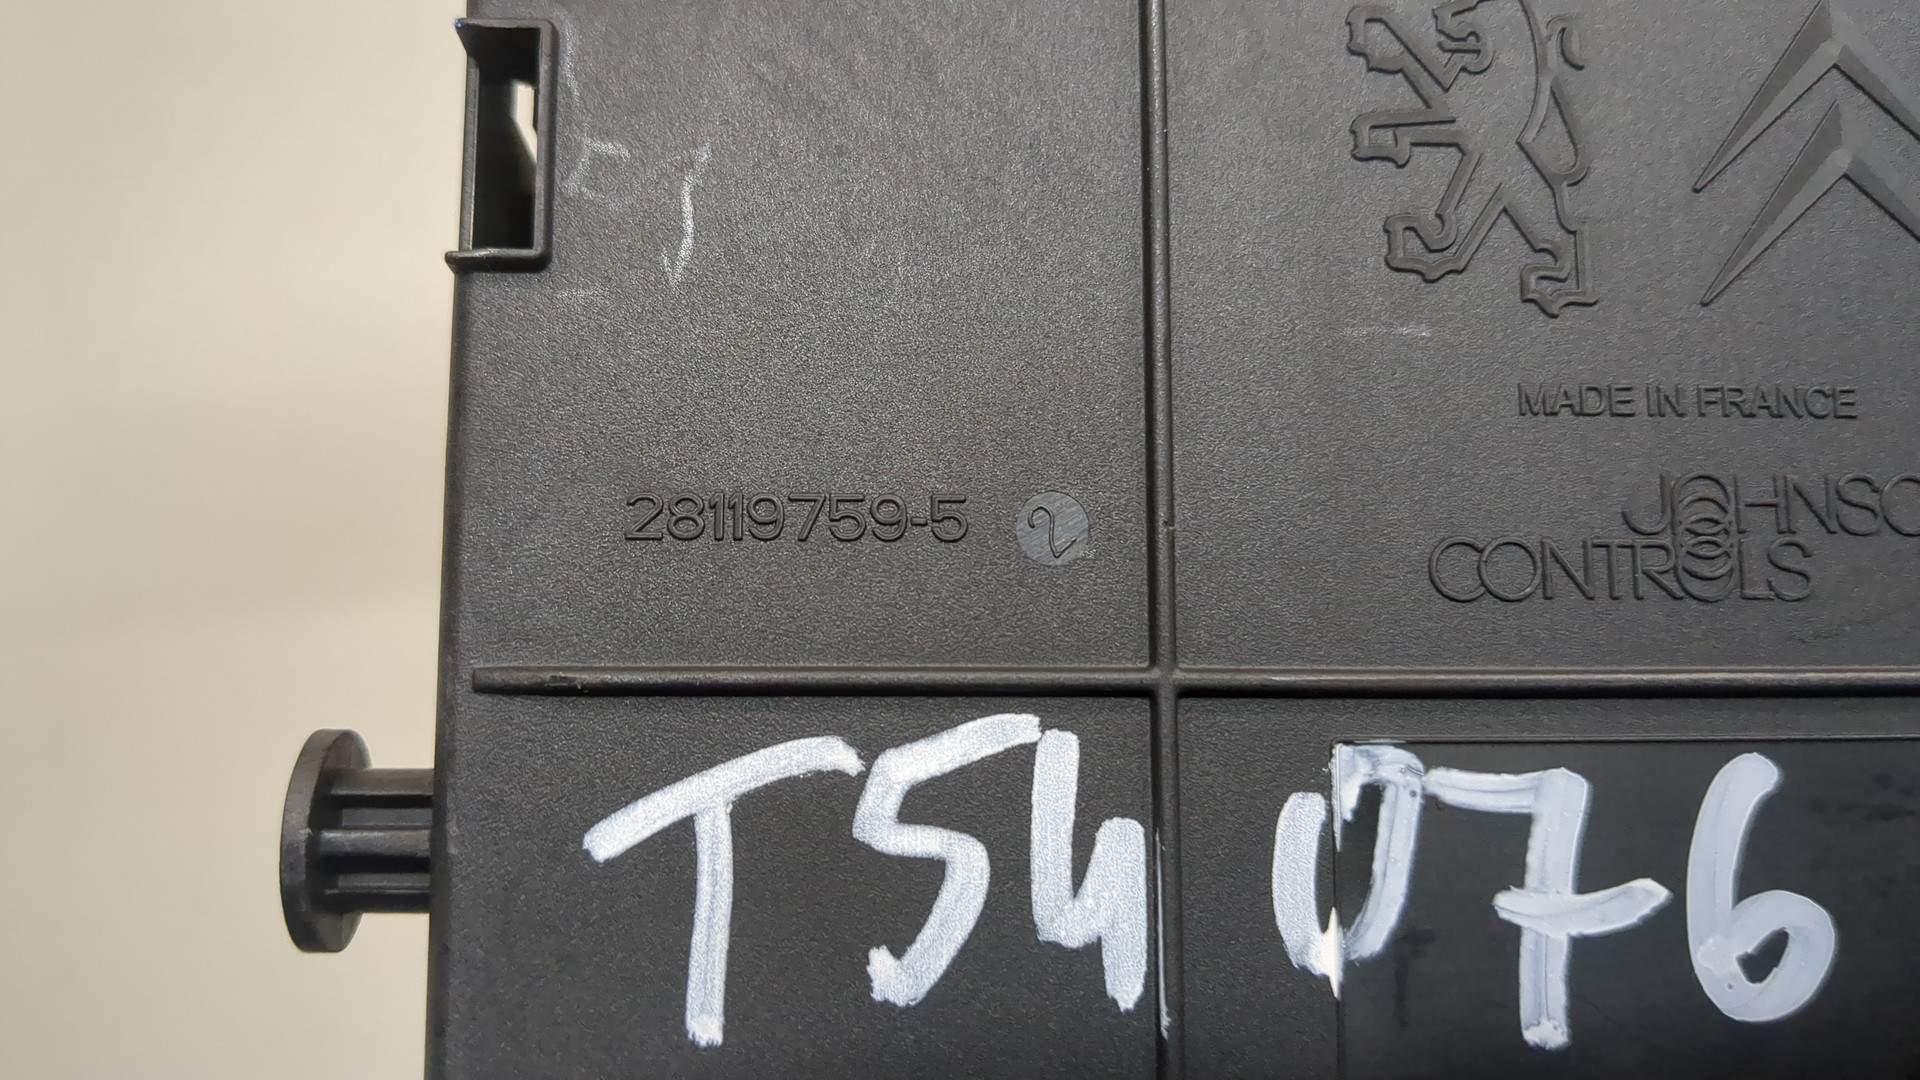 MADE IN FRANCE
28119759-5 2
JOHNSO
CONTROLS
T54 076